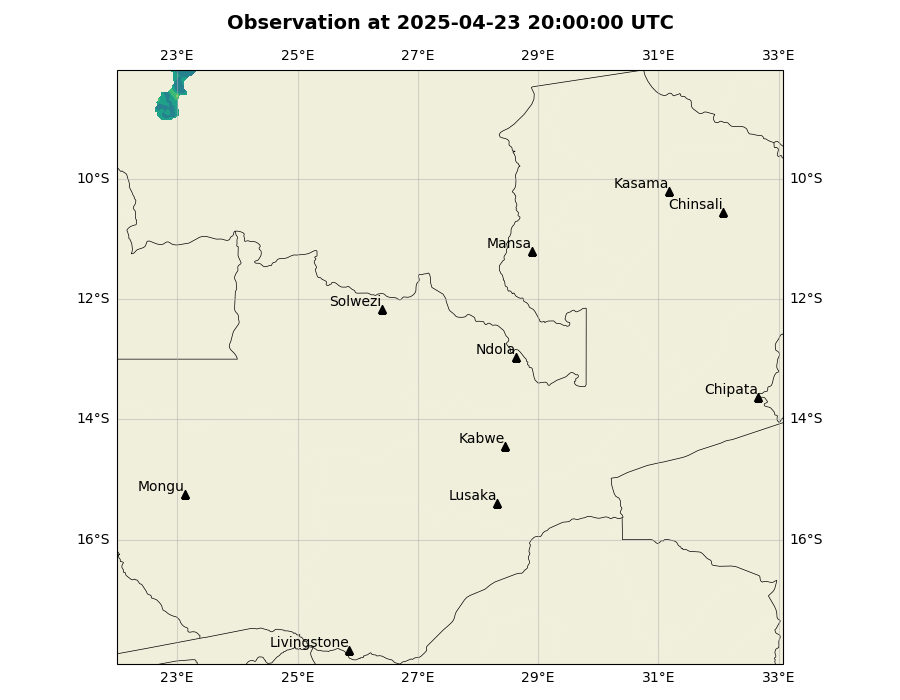 Observation at 2025-04-23 20:00:00 UTC
23°E 25°E 27°E 29°E 31°E 33°E
10°S 10°S
Kasama
Chinsali
Mansa
12°S 12°S
Solwezi
Ndola
Chipata
14°S 14°S
Kabwe
Mongu
Lusaka
16°S 16°S
Livingstone
23°E 25°E 27°E 29°E 31°E 33°E